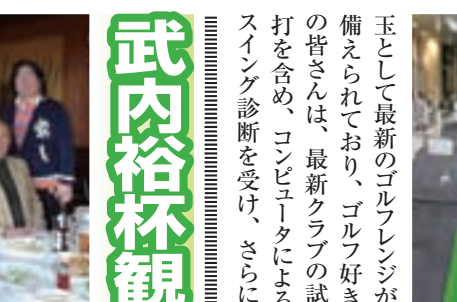 玉として最新のゴルフレンジが
備えられており、ゴルフ好き
の皆さんは、最新クラブの試
打を含め、コンピュータによる
スイング診断を受け、さらに
武内裕杯観